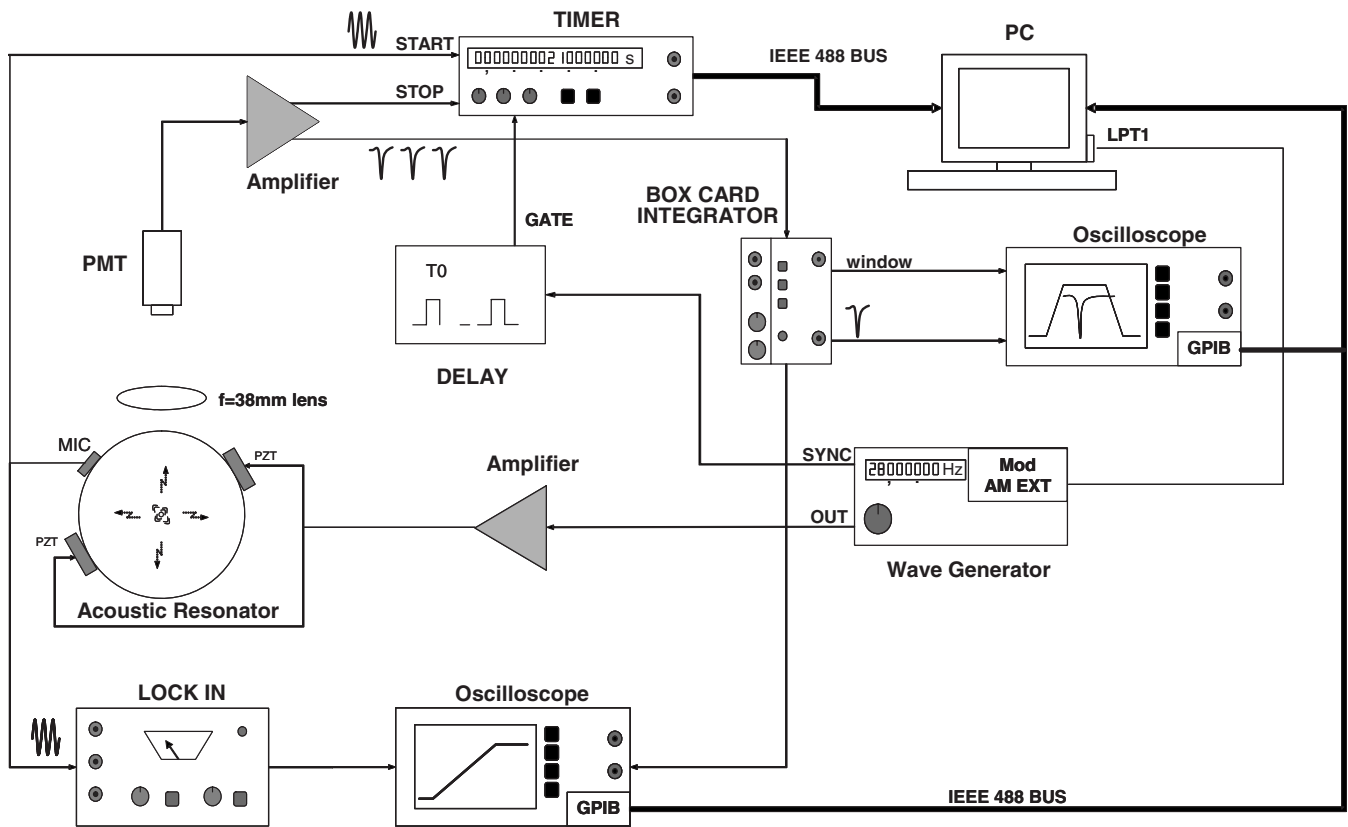 TIMER
PC
START
000000021000000 S
IEEE 488 BUS
STOP
LPT1
Amplifier
BOX CARD
INTEGRATOR
GATE
Oscilloscope
PMT
T0
window
GPIB
DELAY
f=38mm lens
MIC
PZT
Amplifier
SYNC
28000000 Hz
Mod
AM EXT
OUT
PZT
Wave Generator
Acoustic Resonator
LOCK IN
Oscilloscope
GPIB
IEEE 488 BUS